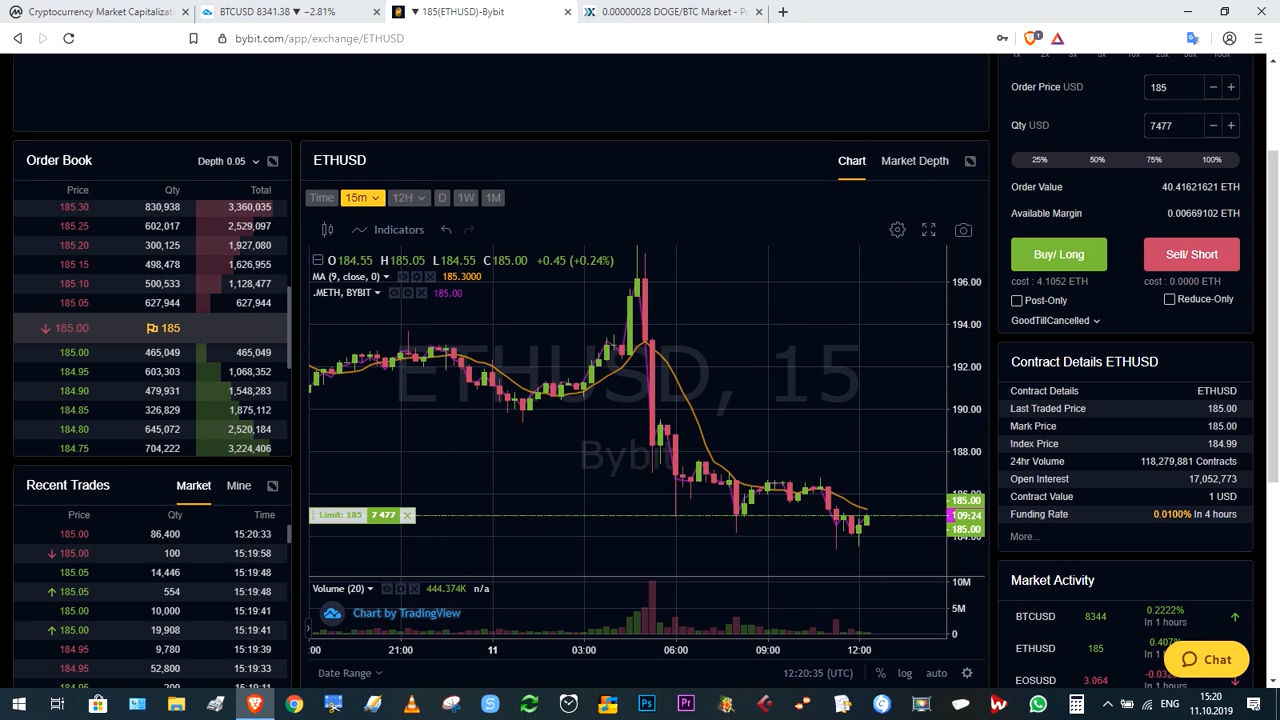 Cryptocurrency Market Capitalizati
BTCUSD 8341.38 ▼ −2.81%
▼ 185(ETHUSD)-Bybit
0.00000028 DOGE/BTC Market - Po
bybit.com/app/exchange/ETHUSD
Order Price USD
185
Qty USD
7477
25% 50% 75% 100%
Order Value 40.41621621 ETH
Available Margin 0.00669102 ETH
Buy/ Long
Sell/ Short
cost : 4.1052 ETH
cost : 0.0000 ETH
Post-Only
Reduce-Only
GoodTillCancelled
Order Book
Depth 0.05
Price Qty Total
185.30 830,938 3,360,035
185.25 602,017 2,529,097
185.20 300,125 1,927,080
185.15 498,478 1,626,955
185.10 500,533 1,128,477
185.05 627,944 627,944
185.00 185
185.00 465,049 465,049
184.95 603,303 1,068,352
184.90 479,931 1,548,283
184.85 326,829 1,875,112
184.80 645,072 2,520,184
184.75 704,222 3,224,406
Recent Trades
Market
Mine
Price Qty Time
185.00 86,400 15:20:33
185.00 100 15:19:58
185.05 14,446 15:19:48
185.05 554 15:19:48
185.00 10,000 15:19:41
185.00 19,908 15:19:41
184.95 9,780 15:19:39
184.95 52,800 15:19:33
184.95 200
ETHUSD
Chart
Market Depth
Time 15m 12H D 1W 1M
Indicators
O184.55 H185.05 L184.55 C185.00 +0.45 (+0.24%)
MA (9, close, 0) 185.3000
.METH, BYBIT 185.00
ETHUSD, 15
Bybit
196.00
194.00
192.00
190.00
188.00
186.00
185.00
Limit: 185 7 477
09:24
185.00
184.00
Volume (20) 444.374K n/a
10M
5M
0
Chart by TradingView
:00 21:00 11 03:00 06:00 09:00 12:00
Date Range
12:20:35 (UTC)
% log auto
Contract Details ETHUSD
Contract Details ETHUSD
Last Traded Price 185.00
Mark Price 185.00
Index Price 184.99
24hr Volume 118,279,881 Contracts
Open Interest 17,052,773
Contract Value 1 USD
Funding Rate 0.0100% In 4 hours
More...
Market Activity
BTCUSD 8344 0.2222%
In 1 hours
ETHUSD 185 0.407
In 1
EOSUSD 3.064 -0.03
In 1 hours
Chat
ENG
15:20
11.10.2019